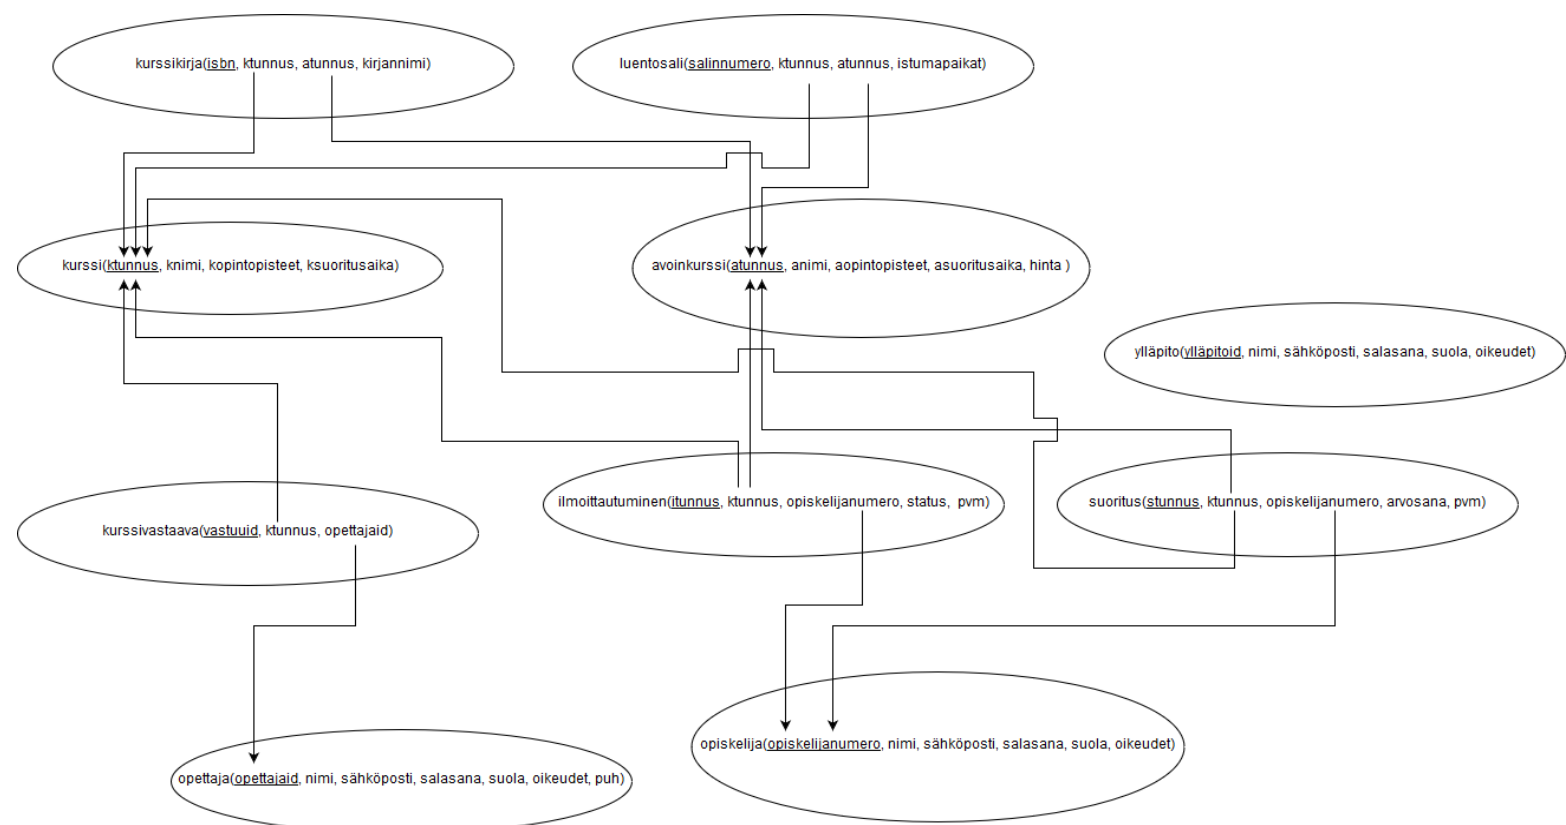 kurssikirja(isbn, ktunnus, atunnus, kirjannimi)
luentosali(salinnumero, ktunnus, atunnus, istumapaikat)
kurssi(ktunnus, knimi, kopintopisteet, ksuoritusaika)
avoinkurssi(atunnus, animi, aopintopisteet, asuoritusaika, hinta )
ylläpito(ylläpitoid, nimi, sähköposti, salasana, suola, oikeudet)
kurssivastaava(vastuuid, ktunnus, opettajaid)
ilmoittautuminen(itunnus, ktunnus, opiskelijanumero, status, pvm)
suoritus(stunnus, ktunnus, opiskelijanumero, arvosana, pvm)
opettaja(opettajaid, nimi, sähköposti, salasana, suola, oikeudet, puh)
opiskelija(opiskelijanumero, nimi, sähköposti, salasana, suola, oikeudet)